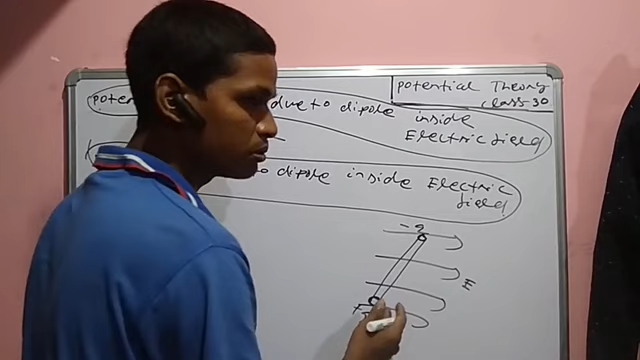 potential Theory
class-30
due to dipole inside
Electric field
to dipole inside Electric
field
-q
E